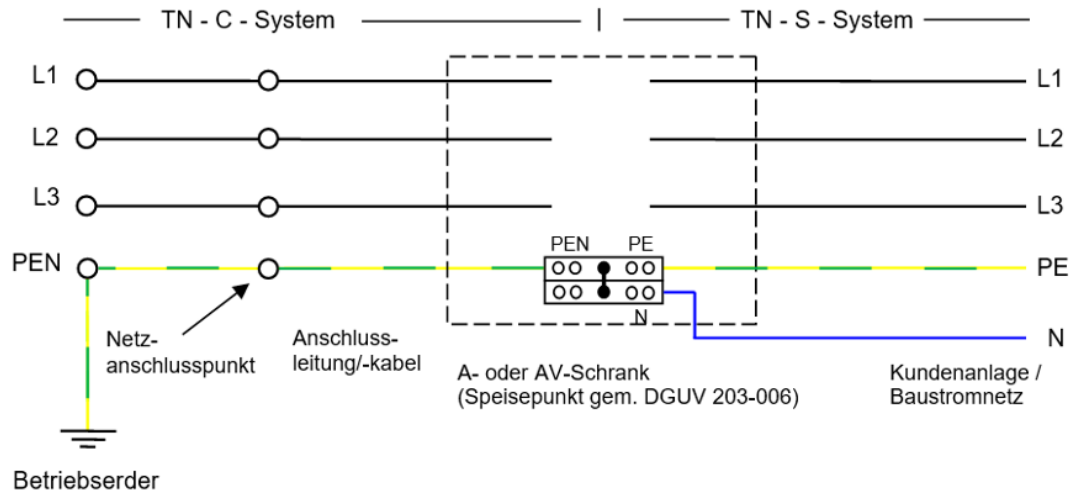 TN - C - System
TN - S - System
L1
L1
L2
L2
L3
L3
PEN
PEN
PE
PE
N
N
Netz-
anschlusspunkt
Anschluss-
leitung/-kabel
A- oder AV-Schrank
(Speisepunkt gem. DGUV 203-006)
Kundenanlage /
Baustromnetz
Betriebserder